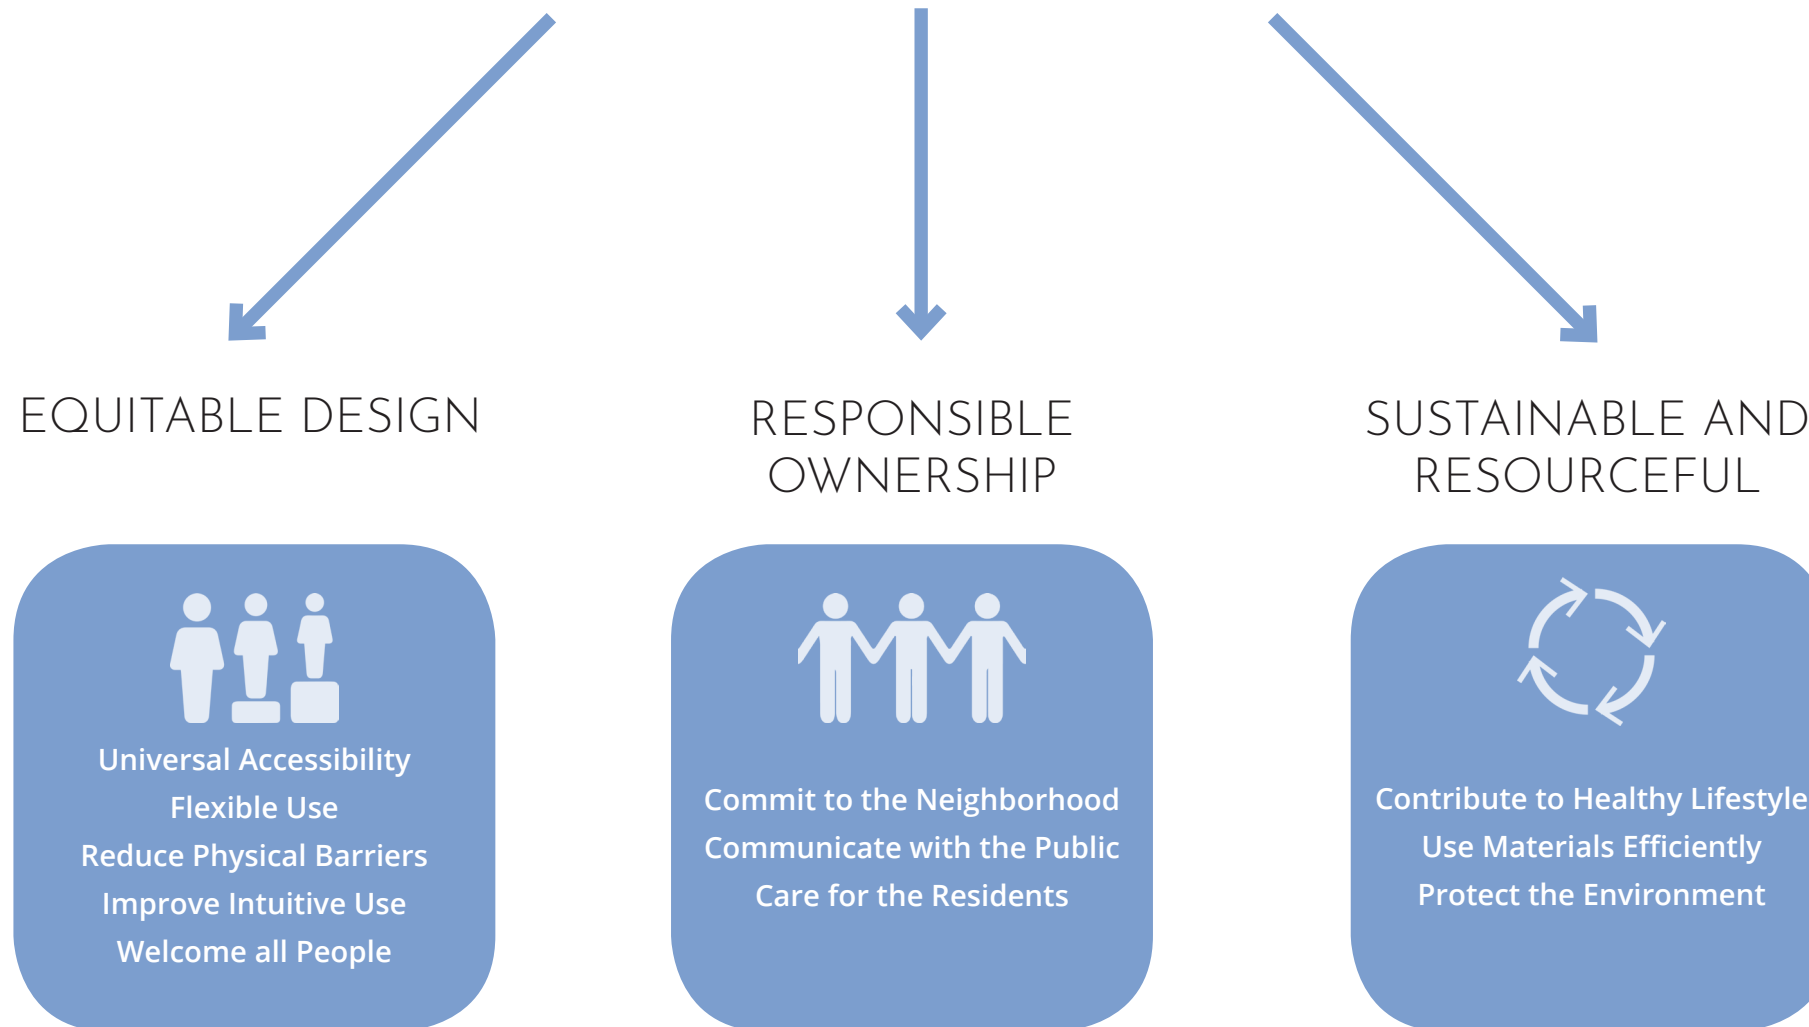 EQUITABLE DESIGN
Universal Accessibility
Flexible Use
Reduce Physical Barriers
Improve Intuitive Use
Welcome all People
RESPONSIBLE
OWNERSHIP
Commit to the Neighborhood
Communicate with the Public
Care for the Residents
SUSTAINABLE AND
RESOURCEFUL
Contribute to Healthy Lifestyle
Use Materials Efficiently
Protect the Environment